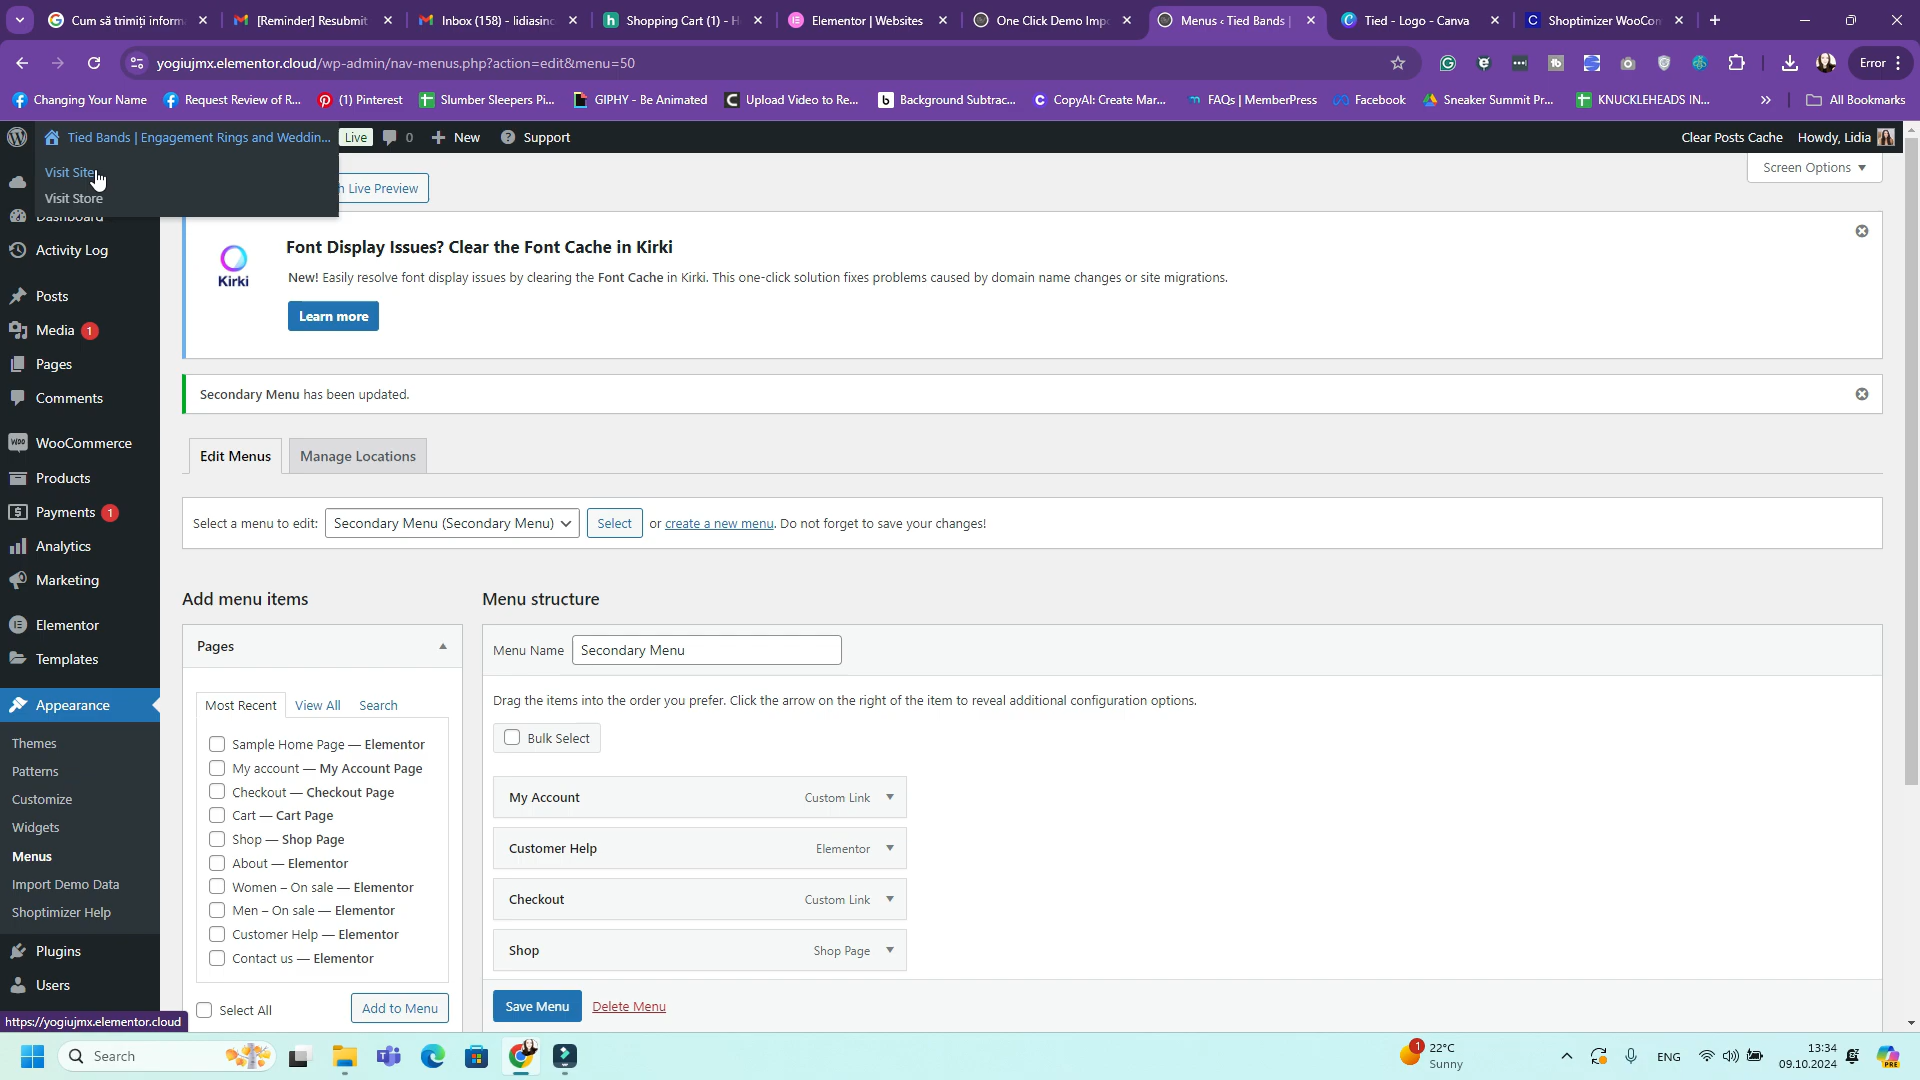 Cum să trimiți inform
[Reminder] Resubmit
Inbox (158) - lidiasinc
Shopping Cart (1) - H
Elementor | Websites
One Click Demo Imp
Menus ‹ Tied Bands |
Tied - Logo - Canva
Shoptimizer WooCom
yogiujmx.elementor.cloud/wp-admin/nav-menus.php?action=edit&menu=50
Error
Changing Your Name
Request Review of R...
(1) Pinterest
Slumber Sleepers Pi...
GIPHY - Be Animated
Upload Video to Re...
Background Subtrac...
CopyAI: Create Mar...
FAQs | MemberPress
Facebook
Sneaker Summit Pr...
KNUCKLEHEADS IN...
All Bookmarks
Tied Bands | Engagement Rings and Weddin...
Live
0
New
Support
Clear Posts Cache
Howdy, Lidia
Visit Site
Visit Store
h Live Preview
Screen Options
Dashboard
Activity Log
Posts
Media 1
Pages
Comments
WooCommerce
Products
Payments 1
Analytics
Marketing
Elementor
Templates
Appearance
Themes
Patterns
Customize
Widgets
Menus
Import Demo Data
Shoptimizer Help
Plugins
Users
https://yogiujmx.elementor.cloud
Kirki
Font Display Issues? Clear the Font Cache in Kirki
New! Easily resolve font display issues by clearing the Font Cache in Kirki. This one-click solution fixes problems caused by domain name changes or site migrations.
Learn more
Secondary Menu has been updated.
Edit Menus
Manage Locations
Select a menu to edit: Secondary Menu (Secondary Menu) Select or create a new menu. Do not forget to save your changes!
Add menu items
Pages
Most Recent
View All
Search
Sample Home Page — Elementor
My account — My Account Page
Checkout — Checkout Page
Cart — Cart Page
Shop — Shop Page
About — Elementor
Women – On sale — Elementor
Men – On sale — Elementor
Customer Help — Elementor
Contact us — Elementor
Select All
Add to Menu
Menu structure
Menu Name Secondary Menu
Drag the items into the order you prefer. Click the arrow on the right of the item to reveal additional configuration options.
Bulk Select
My Account Custom Link
Customer Help Elementor
Checkout Custom Link
Shop Shop Page
Save Menu
Delete Menu
Search
1
22°C
Sunny
ENG
13:34
09.10.2024
PRE